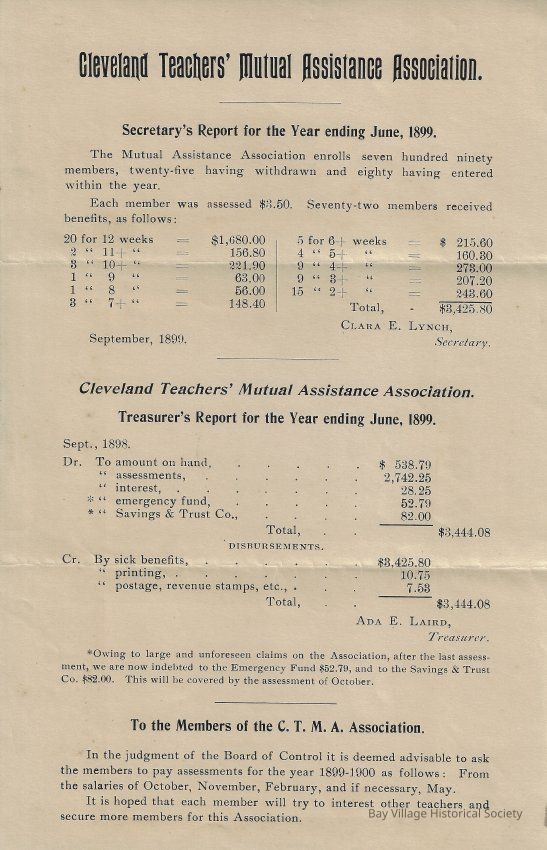 Cleveland Teachers' Mutual Assistance Association.
Secretary's Report for the Year ending June, 1899.
The Mutual Assistance Association enrolls seven hundred ninety
members, twenty-five having withdrawn and eighty having entered
within the year.
Each member was assessed $3.50. Seventy-two members received
benefits, as follows:
20 for 12 weeks = $1,680.00
2 " 11+ " = 156.80
3 " 10+ " = 221.90
1 " 9 " = 63.00
1 " 8 " = 56.00
3 " 7+ " = 148.40
5 for 6+ weeks = $ 215.60
4 " 5+ " = 160.30
9 " 4+ " = 273.00
9 " 3+ " = 207.20
15 " 2+ " = 243.60
Total, - $3,425.80
CLARA E. LYNCH,
Secretary.
September, 1899.
Cleveland Teachers' Mutual Assistance Association.
Treasurer's Report for the Year ending June, 1899.
Sept., 1898.
Dr. To amount on hand, . . . . . $ 538.79
" assessments, . . . . . . 2,742.25
" interest, . . . . . . . 28.25
* " emergency fund, . . . . . 52.79
* " Savings & Trust Co., . . . . 82.00
Total, . . $3,444.08
DISBURSEMENTS.
Cr. By sick benefits, . . . . . . $3,425.80
" printing, . . . . . . . 10.75
" postage, revenue stamps, etc., . . . 7.53
Total, . . $3,444.08
ADA E. LAIRD,
Treasurer.
*Owing to large and unforeseen claims on the Association, after the last assess-
ment, we are now indebted to the Emergency Fund $52.79, and to the Savings & Trust
Co. $82.00. This will be covered by the assessment of October.
To the Members of the C. T. M. A. Association.
In the judgment of the Board of Control it is deemed advisable to ask
the members to pay assessments for the year 1899-1900 as follows: From
the salaries of October, November, February, and if necessary, May.
It is hoped that each member will try to interest other teachers and
secure more members for this Association.
Bay Village Historical Society